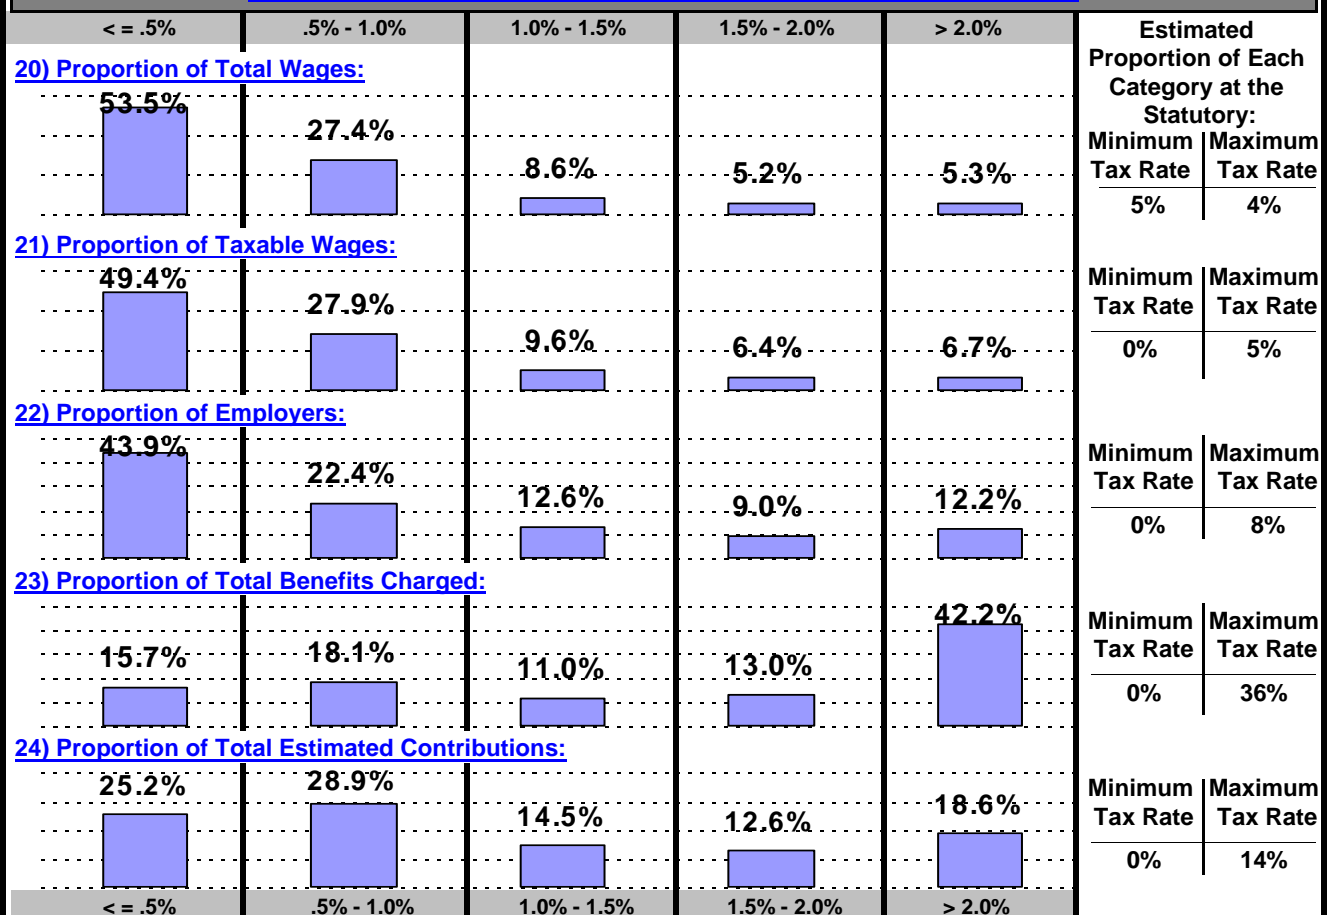 < = .5% .5% - 1.0% 1.0% - 1.5% 1.5% - 2.0% > 2.0%
Estimated
Proportion of Each
Category at the
Statutory:
20) Proportion of Total Wages:
53.5% 27.4% 8.6% 5.2% 5.3%
Minimum Maximum
Tax Rate Tax Rate
5% 4%
21) Proportion of Taxable Wages:
49.4% 27.9% 9.6% 6.4% 6.7%
Minimum Maximum
Tax Rate Tax Rate
0% 5%
22) Proportion of Employers:
43.9% 22.4% 12.6% 9.0% 12.2%
Minimum Maximum
Tax Rate Tax Rate
0% 8%
23) Proportion of Total Benefits Charged:
15.7% 18.1% 11.0% 13.0% 42.2%
Minimum Maximum
Tax Rate Tax Rate
0% 36%
24) Proportion of Total Estimated Contributions:
25.2% 28.9% 14.5% 12.6% 18.6%
Minimum Maximum
Tax Rate Tax Rate
0% 14%
< = .5% .5% - 1.0% 1.0% - 1.5% 1.5% - 2.0% > 2.0%